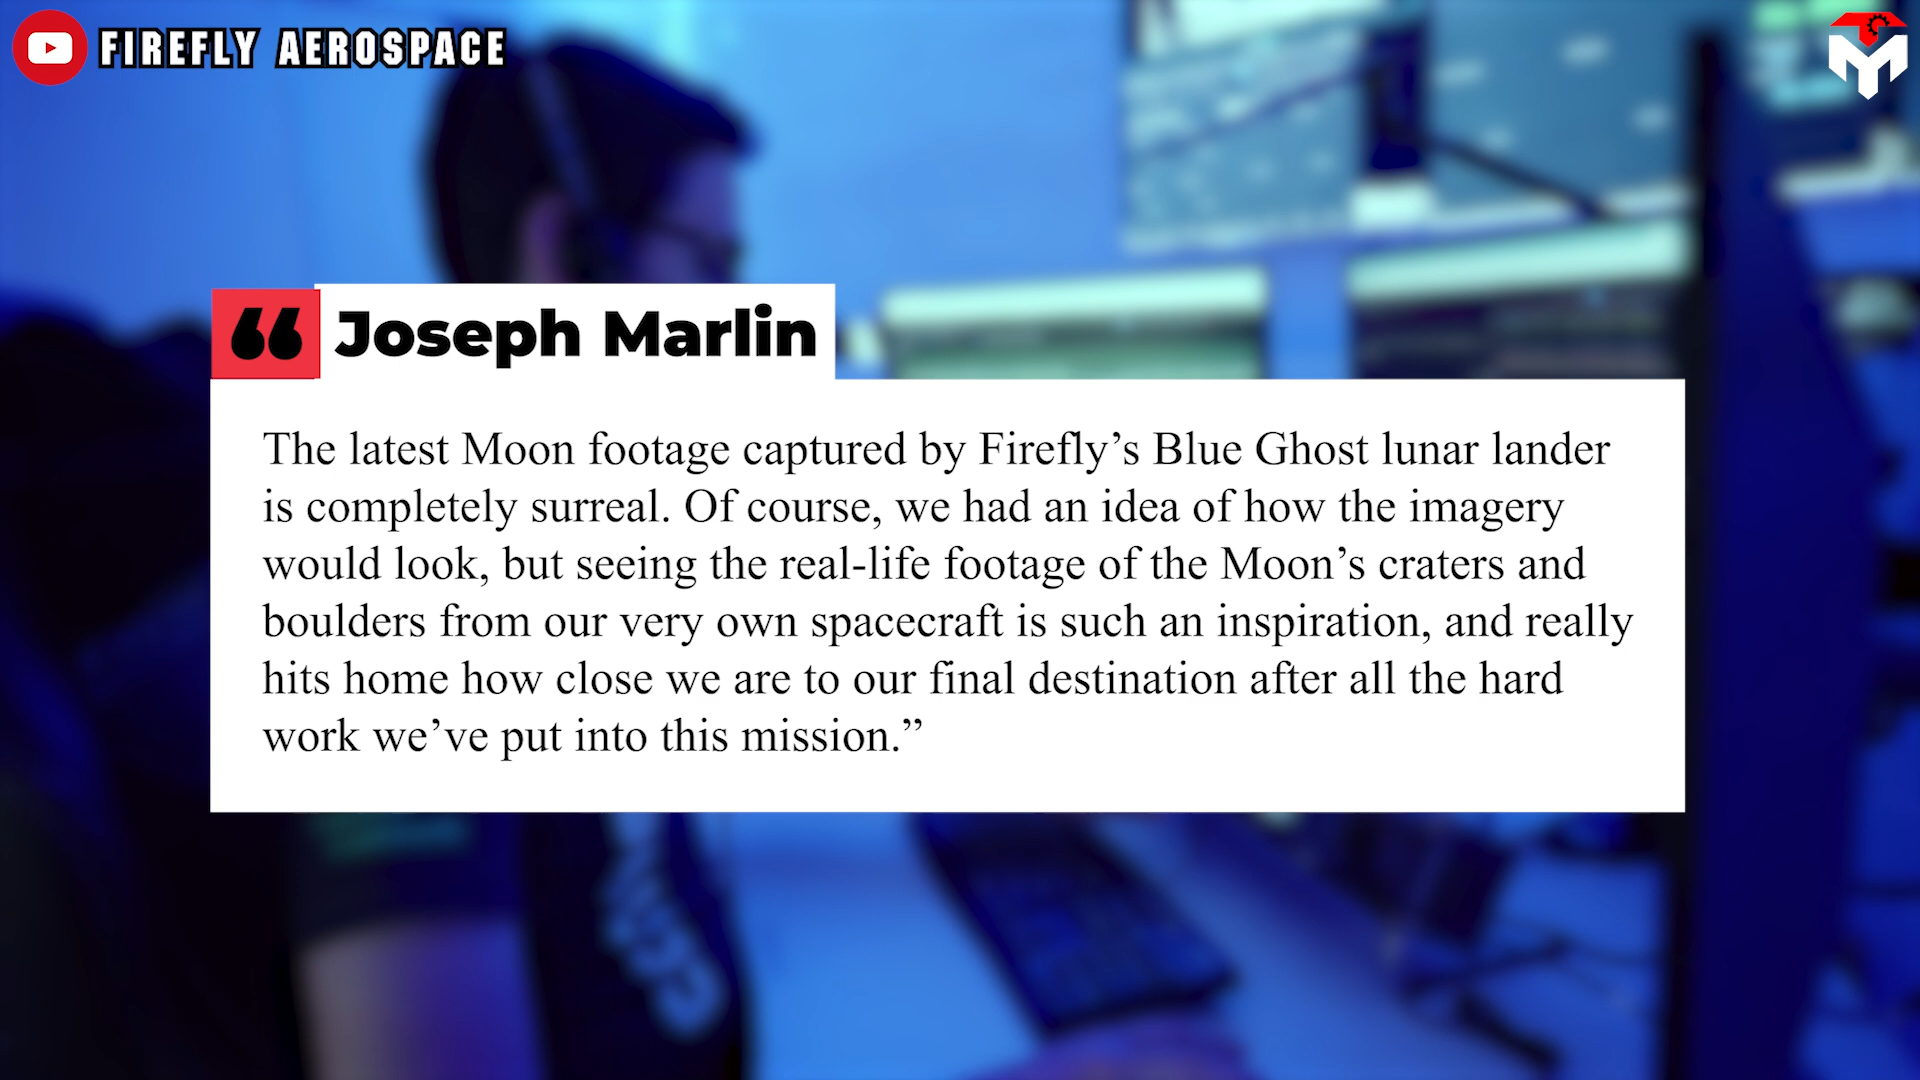 FIREFLY AEROSPACE
“ Joseph Marlin
The latest Moon footage captured by Firefly’s Blue Ghost lunar lander
is completely surreal. Of course, we had an idea of how the imagery
would look, but seeing the real-life footage of the Moon’s craters and
boulders from our very own spacecraft is such an inspiration, and really
hits home how close we are to our final destination after all the hard
work we’ve put into this mission.”